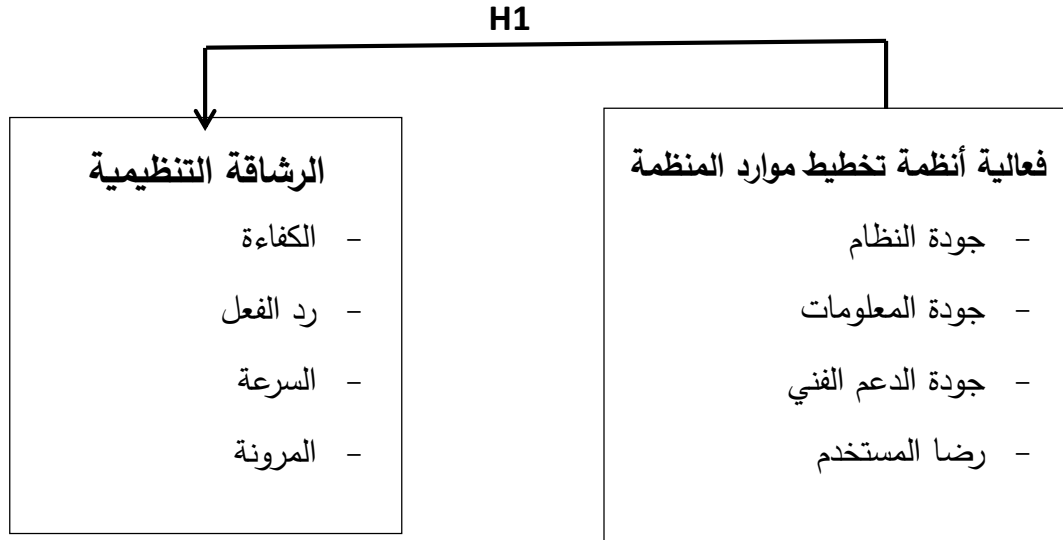 H1
فعالية أنظمة تخطيط موارد المنظمة
- جودة النظام
- جودة المعلومات
- جودة الدعم الفني
- رضا المستخدم
الرشاقة التنظيمية
- الكفاءة
- رد الفعل
- السرعة
- المرونة